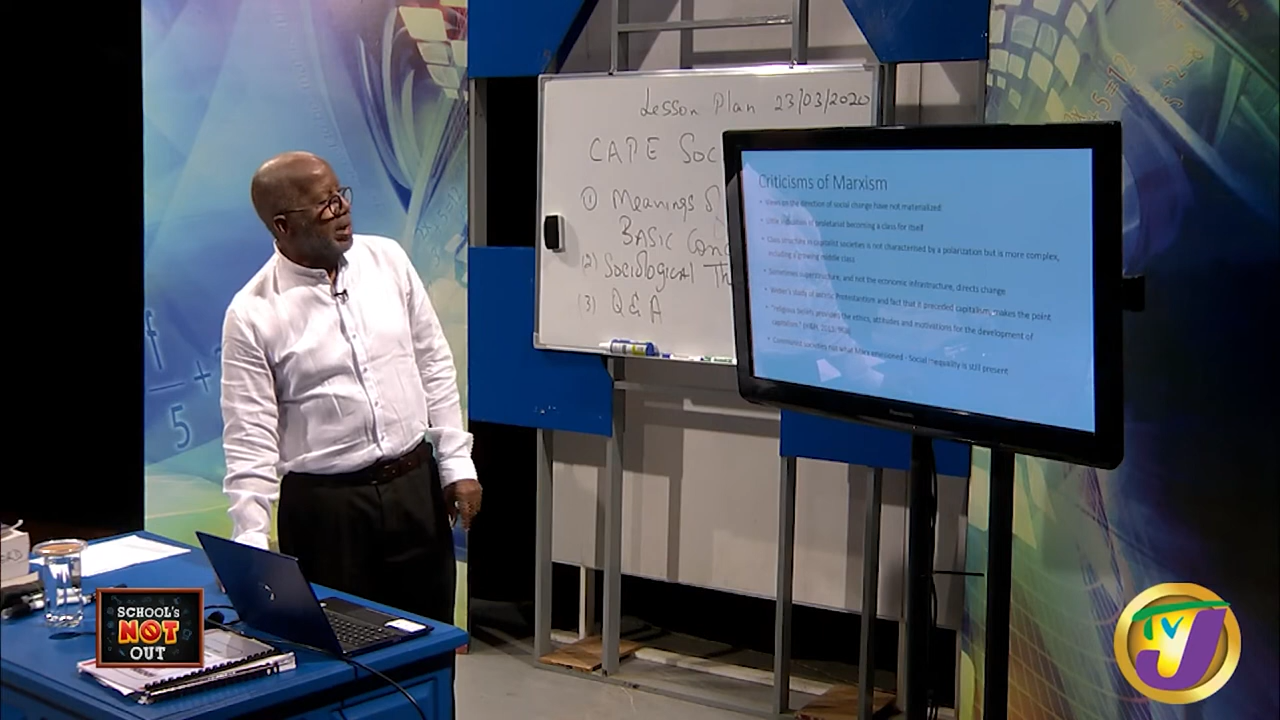 Lesson Plan 23/03/2020
CAPE Soc
① Meanings
BASIC Conc
(2) Sociological Th
(3) Q & A
Criticisms of Marxism
• Views on the direction of social change have not materialized
• Little indication of proletariat becoming a class for itself
• Class structure in capitalist societies is not characterised by a polarization but is more complex,
including a growing middle class
• Sometimes superstructure, and not the economic infrastructure, directs change
• Weber's study of ascetic Protestantism and fact that it preceded capitalism, makes the point
• "religious beliefs provides the ethics, attitudes and motivations for the development of
capitalism."
• Communist societies not what Marx envisioned - Social inequality is still present
Panasonic
f
5
+
SCHOOL's
NOT
OUT
TVJ